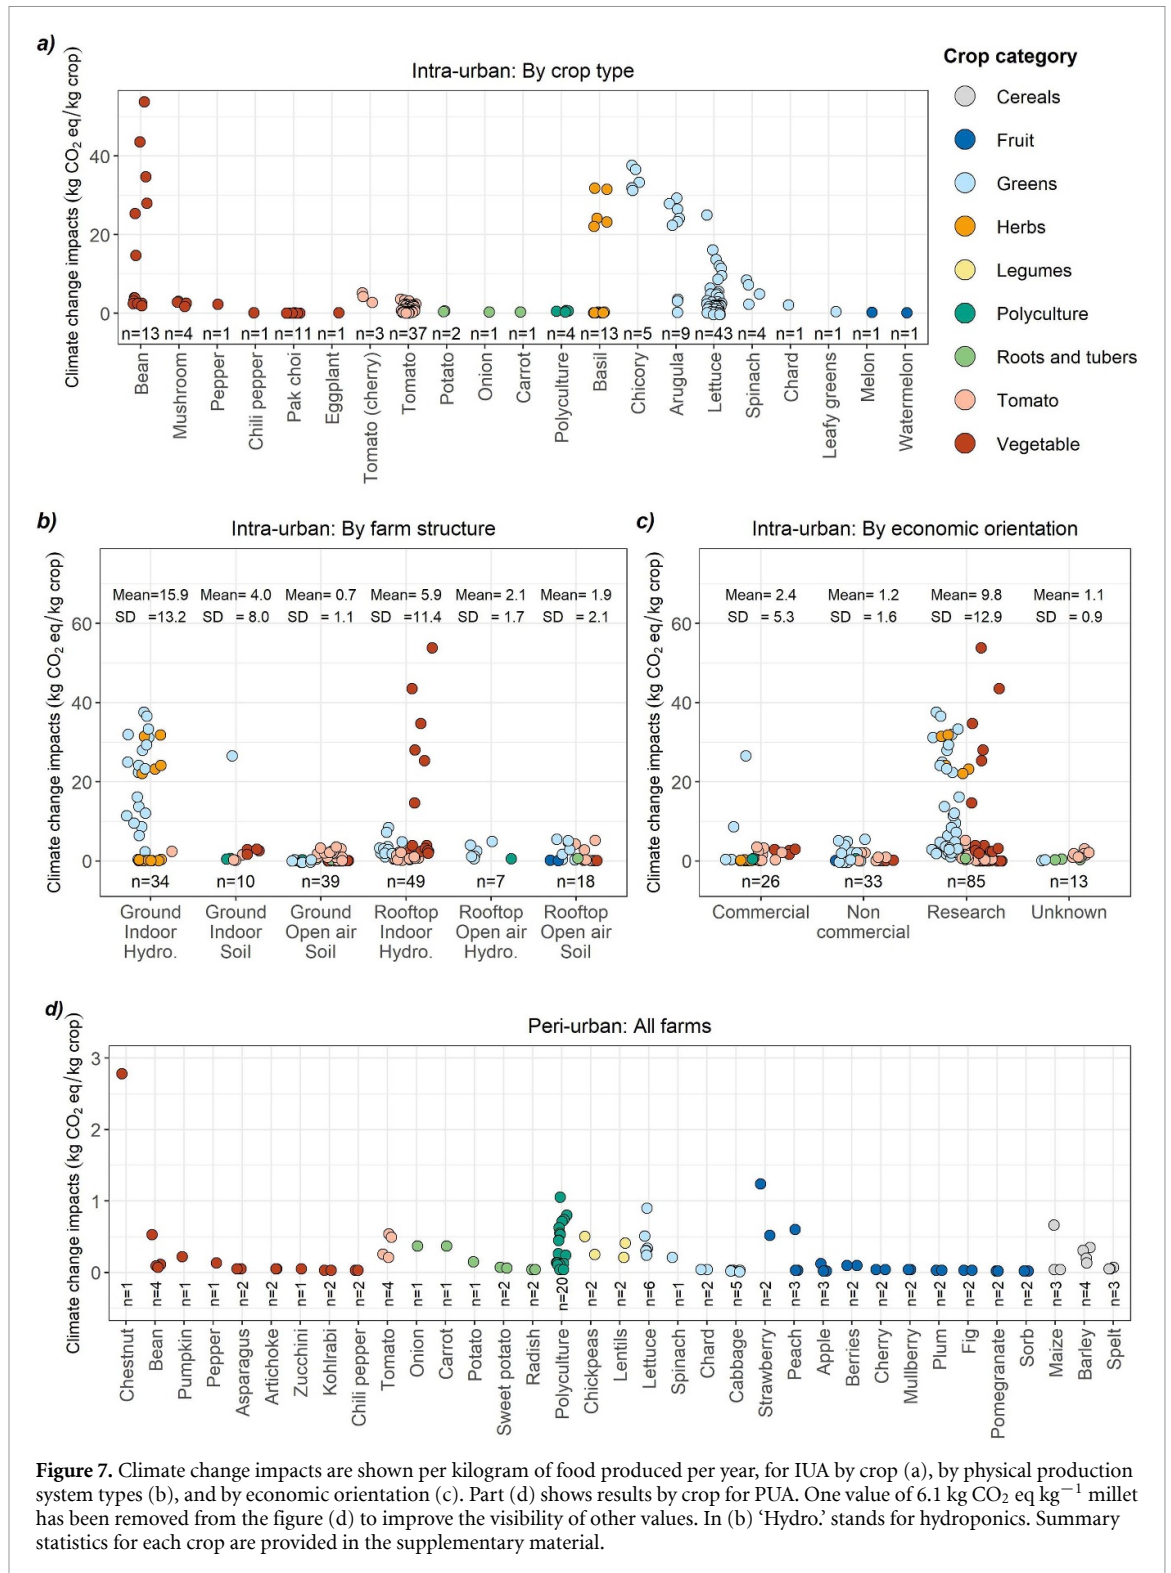 a)
Intra-urban: By crop type
Climate change impacts (kg CO₂ eq/kg crop)
40
20
0
n=13 n=4 n=1 n=1 n=11 n=1 n=3 n=37 n=2 n=1 n=1 n=4 n=13 n=5 n=9 n=43 n=4 n=1 n=1 n=1 n=1
Bean
Mushroom
Pepper
Chili pepper
Pak choi
Eggplant
Tomato (cherry)
Tomato
Potato
Onion
Carrot
Polyculture
Basil
Chicory
Arugula
Lettuce
Spinach
Chard
Leafy greens
Melon
Watermelon
Crop category
Cereals
Fruit
Greens
Herbs
Legumes
Polyculture
Roots and tubers
Tomato
Vegetable
b)
Intra-urban: By farm structure
Climate change impacts (kg CO₂ eq/kg crop)
60
40
20
0
Mean=15.9 Mean= 4.0 Mean= 0.7 Mean= 5.9 Mean= 2.1 Mean= 1.9
SD =13.2 SD = 8.0 SD = 1.1 SD =11.4 SD = 1.7 SD = 2.1
n=34 n=10 n=39 n=49 n=7 n=18
Ground Ground Ground Rooftop Rooftop Rooftop
Indoor Indoor Open air Indoor Open air Open air
Hydro. Soil Soil Hydro. Hydro. Soil
c)
Intra-urban: By economic orientation
Climate change impacts (kg CO₂ eq/kg crop)
60
40
20
0
Mean= 2.4 Mean= 1.2 Mean= 9.8 Mean= 1.1
SD = 5.3 SD = 1.6 SD =12.9 SD = 0.9
n=26 n=33 n=85 n=13
Commercial Non Research Unknown
commercial
d)
Peri-urban: All farms
Climate change impacts (kg CO₂ eq/kg crop)
3
2
1
0
n=1 n=4 n=1 n=1 n=2 n=1 n=1 n=2 n=2 n=4 n=1 n=1 n=1 n=2 n=2 n=20 n=2 n=2 n=6 n=1 n=2 n=5 n=2 n=3 n=3 n=2 n=2 n=2 n=2 n=2 n=2 n=2 n=3 n=4 n=3
Chestnut
Bean
Pumpkin
Pepper
Asparagus
Artichoke
Zucchini
Kohlrabi
Chili pepper
Tomato
Onion
Carrot
Potato
Sweet potato
Radish
Polyculture
Chickpeas
Lentils
Lettuce
Spinach
Chard
Cabbage
Strawberry
Peach
Apple
Berries
Cherry
Mullberry
Plum
Fig
Pomegranate
Sorb
Maize
Barley
Spelt
Figure 7. Climate change impacts are shown per kilogram of food produced per year, for IUA by crop (a), by physical production
system types (b), and by economic orientation (c). Part (d) shows results by crop for PUA. One value of 6.1 kg CO₂ eq kg⁻¹ millet
has been removed from the figure (d) to improve the visibility of other values. In (b) ‘Hydro.’ stands for hydroponics. Summary
statistics for each crop are provided in the supplementary material.